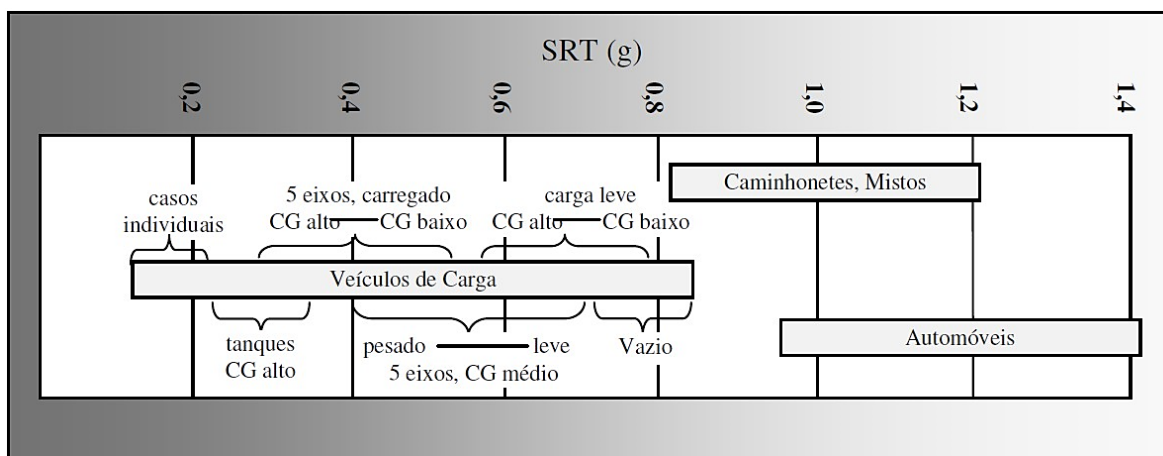 SRT (g)
0,2
0,4
0,6
0,8
1,0
1,2
1,4
casos
individuais
5 eixos, carregado
CG alto CG baixo
carga leve
CG alto CG baixo
Caminhonetes, Mistos
Veículos de Carga
Automóveis
tanques
CG alto
pesado leve
5 eixos, CG médio
Vazio